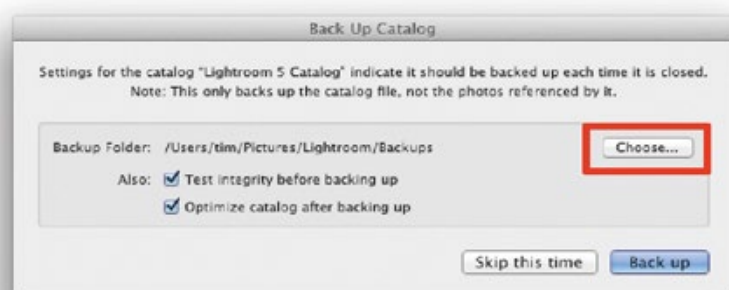 Back Up Catalog
Settings for the catalog "Lightroom 5 Catalog" indicate it should be backed up each time it is closed.
Note: This only backs up the catalog file, not the photos referenced by it.
Backup Folder: /Users/tim/Pictures/Lightroom/Backups Choose...
Also: Test integrity before backing up
Optimize catalog after backing up
Skip this time Back up